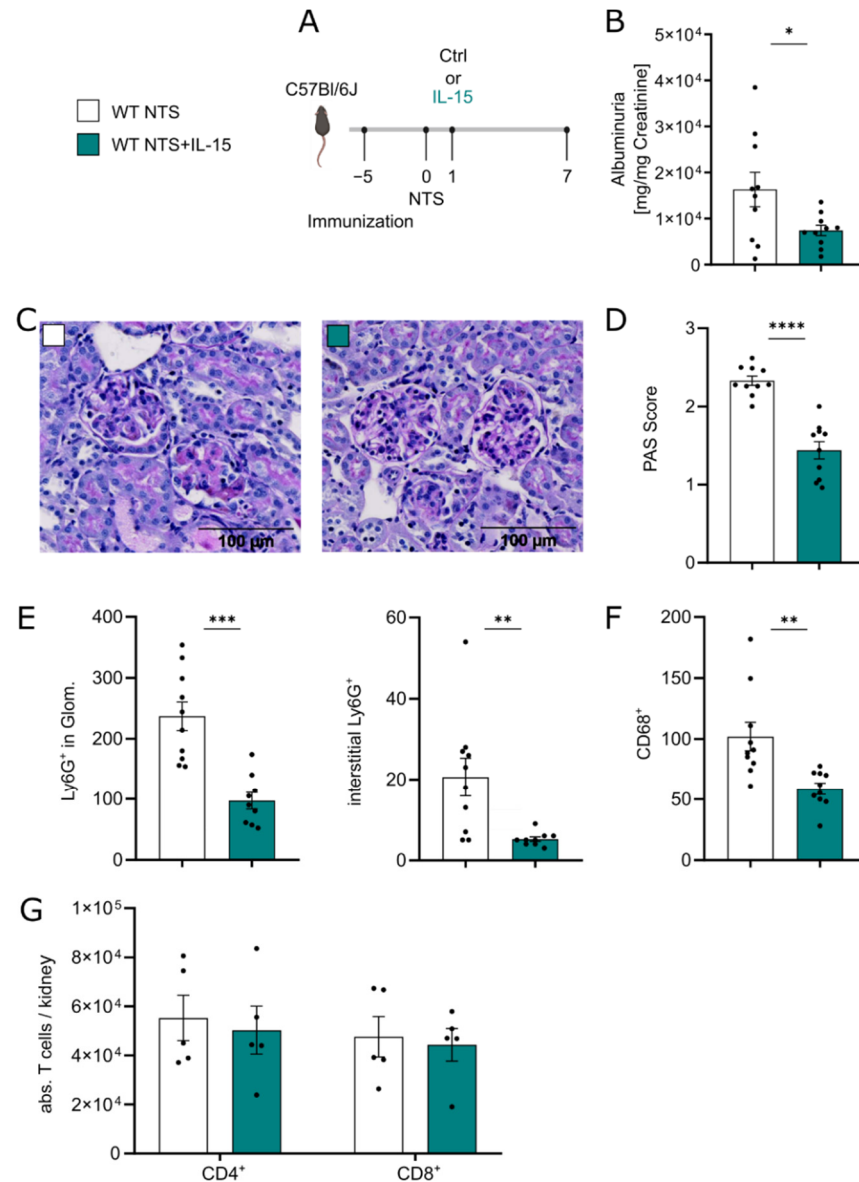 A
C57Bl/6J
Ctrl
or
IL-15
−5
0
1
7
NTS
Immunization
WT NTS
WT NTS+IL-15
B
Albuminuria
[mg/mg Creatinine]
5×10⁴
4×10⁴
3×10⁴
2×10⁴
1×10⁴
0
*
C
100 µm
100 µm
D
PAS Score
3
2
1
0
****
E
Ly6G⁺ in Glom.
400
300
200
100
0
***
interstitial Ly6G⁺
60
40
20
0
**
F
CD68⁺
200
150
100
50
0
**
G
abs. T cells / kidney
1×10⁵
8×10⁴
6×10⁴
4×10⁴
2×10⁴
0
CD4⁺
CD8⁺